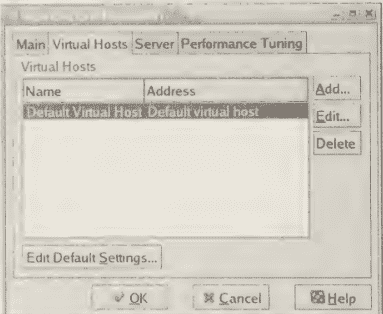 Main Virtual Hosts Server Performance Tuning
Virtual Hosts
Name Address
Default Virtual Host Default virtual host
Add...
Edit...
Delete
Edit Default Settings...
OK Cancel Help